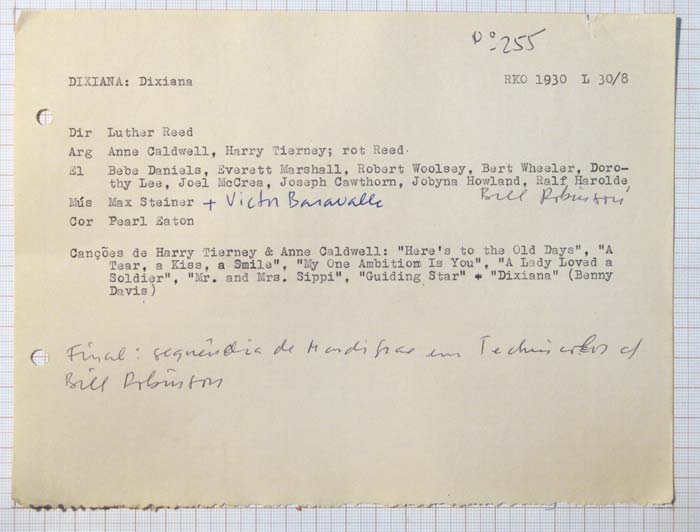 nº 255
DIXIANA: Dixiana RKO 1930 L 30/8
Dir Luther Reed
Arg Anne Caldwell, Harry Tierney; rot Reed.
El Bebe Daniels, Everett Marshall, Robert Woolsey, Bert Wheeler, Doro-
thy Lee, Joel McCrea, Joseph Cawthorn, Jobyna Howland, Ralf Harolde,
Bill Robinson
Mús Max Steiner + Victor Baravalle
Cor Pearl Eaton
Canções de Harry Tierney & Anne Caldwell: "Here's to the Old Days", "A
Tear, a Kiss, a Smile", "My One Ambition Is You", "A Lady Loved a
Soldier", "Mr. and Mrs. Sippi", "Guiding Star" + "Dixiana" (Benny
Davis)
Final: sequência de Mardigras em Technicolor c/
Bill Robinson